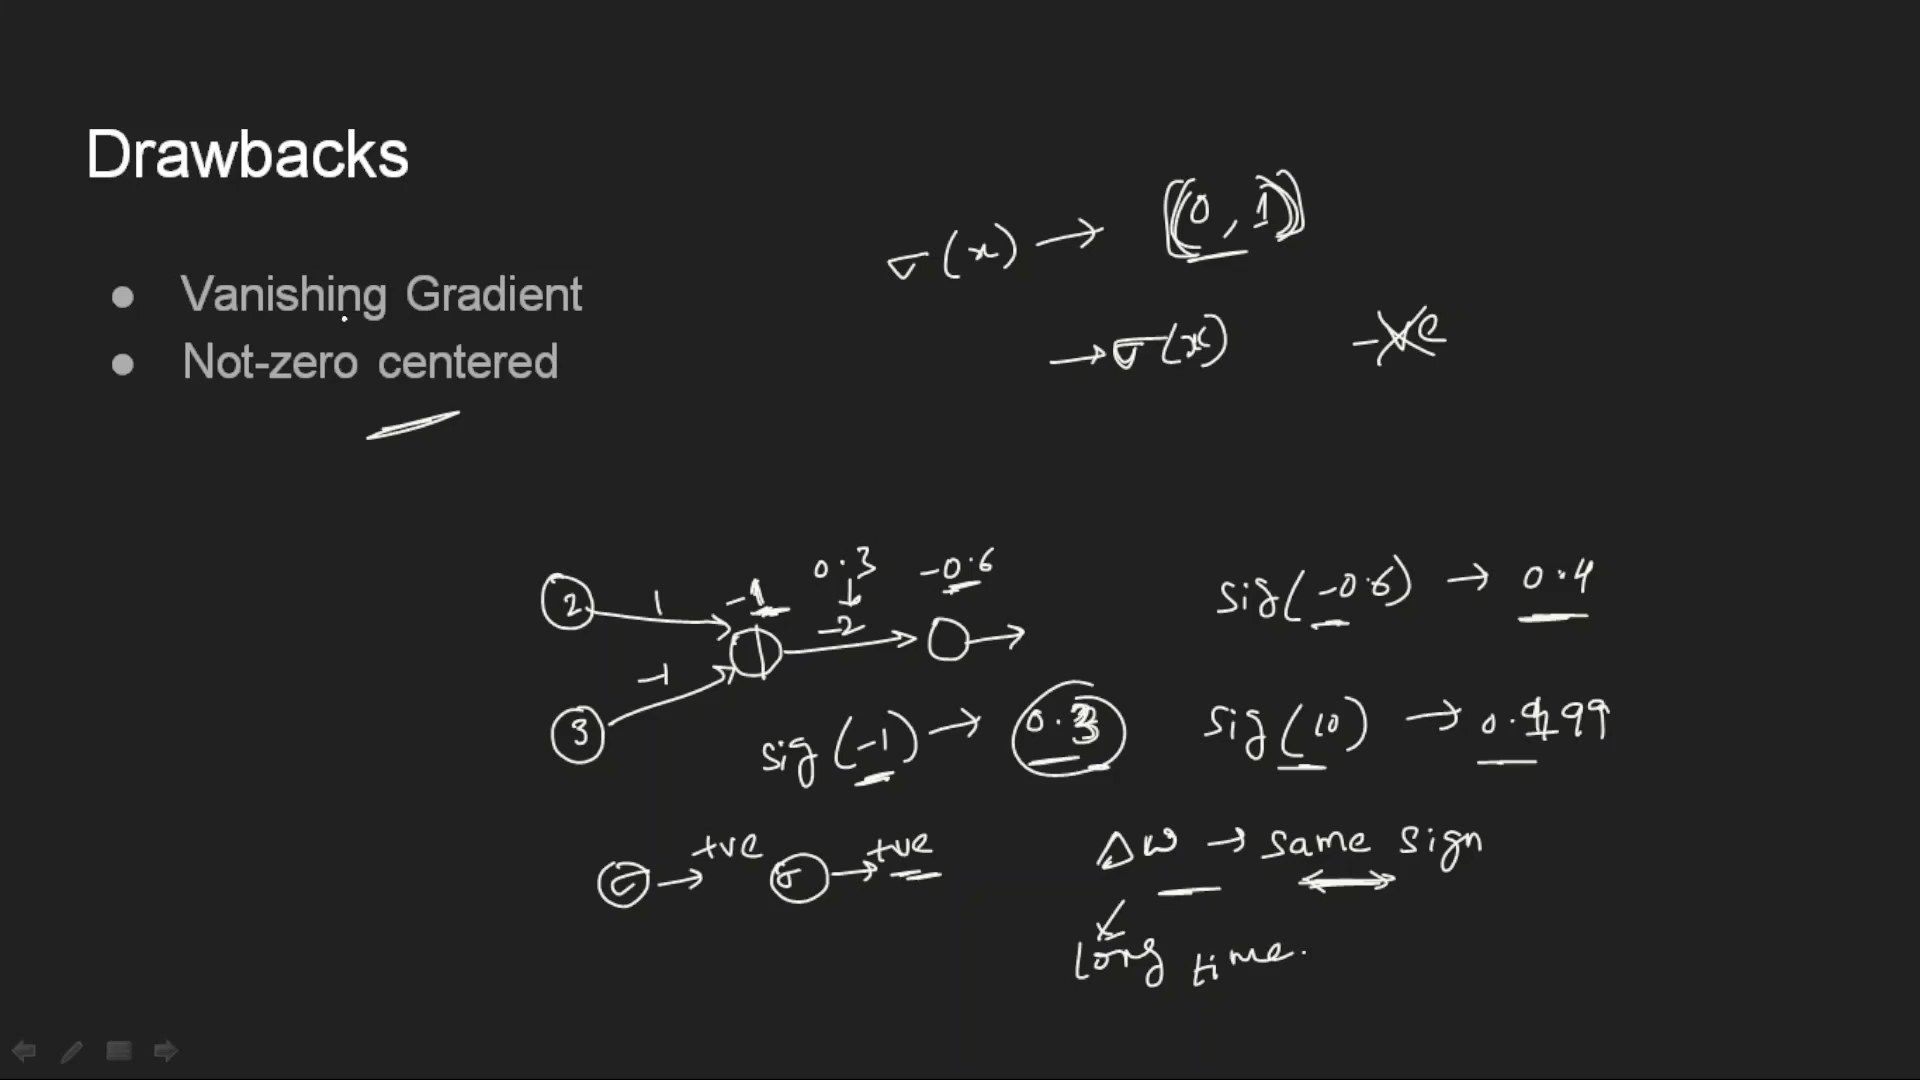 Drawbacks
σ(x) → (0, 1)
• Vanishing Gradient
→ σ(x) -ve
• Not-zero centered
0.3 -0.6
2 1 -1 -2
sig(-0.6) → 0.4
-1
3
sig(-1) → 0.3
sig(10) → 0.999
σ → +ve σ → +ve
Δw → same sign
long time.